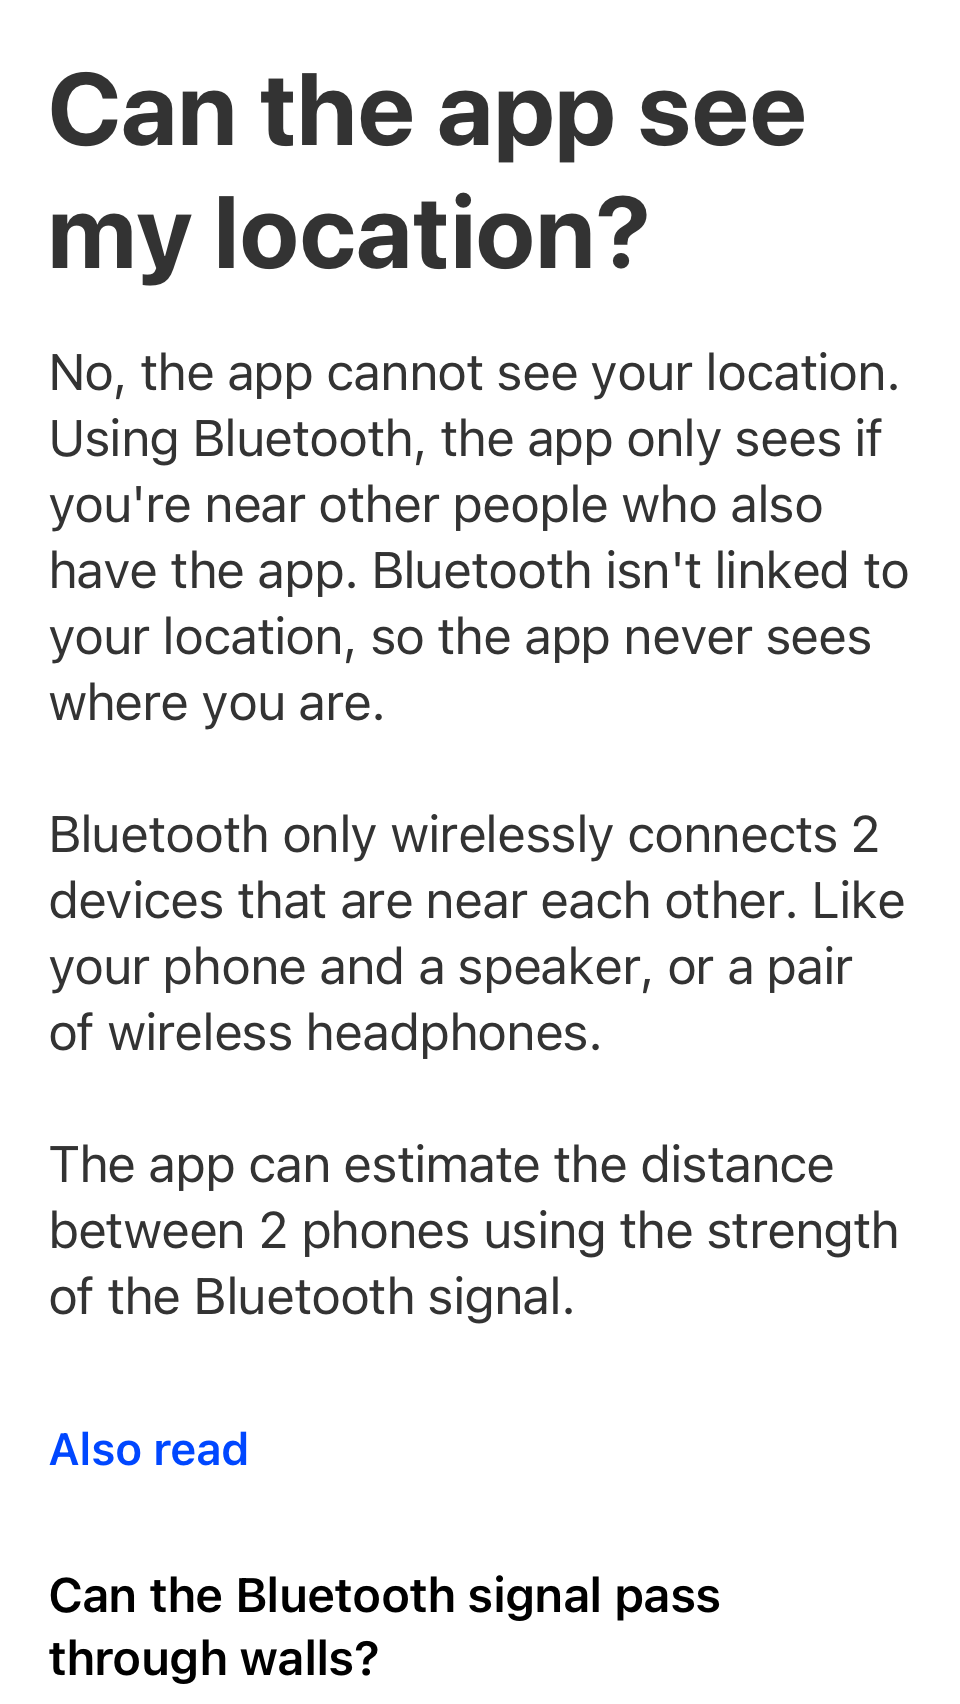 Can the app see
my location?
No, the app cannot see your location.
Using Bluetooth, the app only sees if
you're near other people who also
have the app. Bluetooth isn't linked to
your location, so the app never sees
where you are.
Bluetooth only wirelessly connects 2
devices that are near each other. Like
your phone and a speaker, or a pair
of wireless headphones.
The app can estimate the distance
between 2 phones using the strength
of the Bluetooth signal.
Also read
Can the Bluetooth signal pass
through walls?